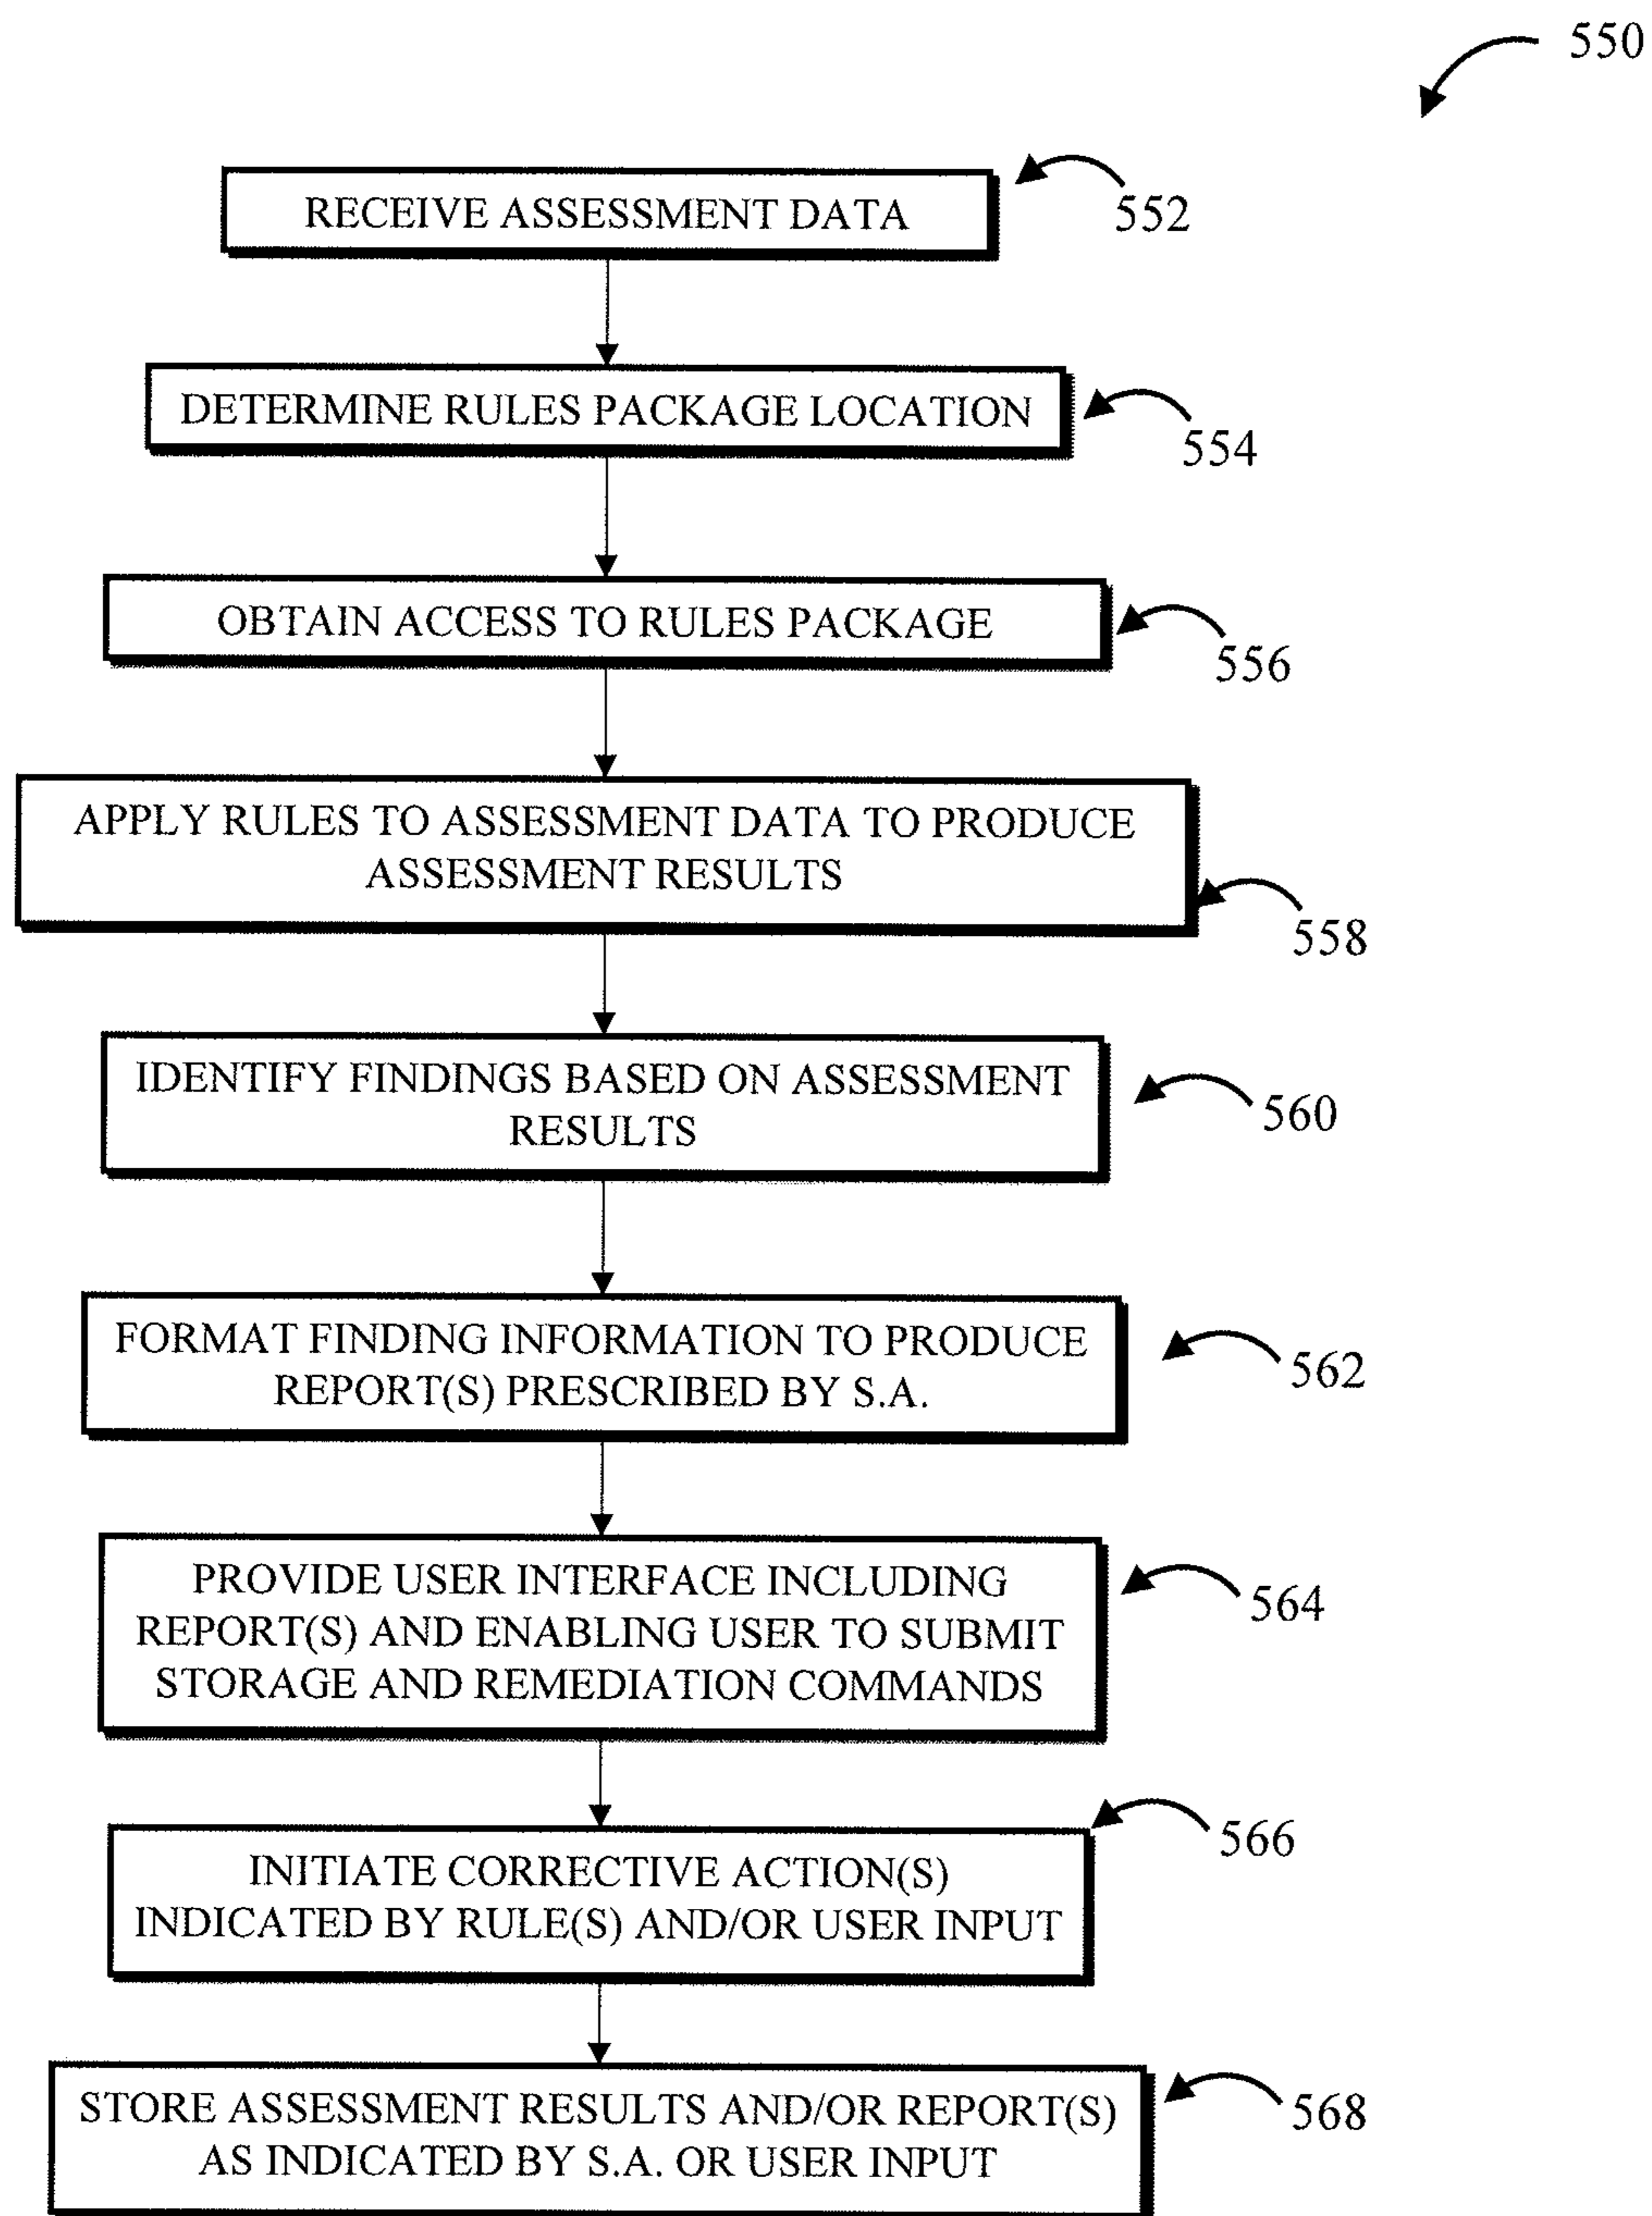 550
RECEIVE ASSESSMENT DATA
552
DETERMINE RULES PACKAGE LOCATION
554
OBTAIN ACCESS TO RULES PACKAGE
556
APPLY RULES TO ASSESSMENT DATA TO PRODUCE
ASSESSMENT RESULTS
558
IDENTIFY FINDINGS BASED ON ASSESSMENT
RESULTS
560
FORMAT FINDING INFORMATION TO PRODUCE
REPORT(S) PRESCRIBED BY S.A.
562
PROVIDE USER INTERFACE INCLUDING
REPORT(S) AND ENABLING USER TO SUBMIT
STORAGE AND REMEDIATION COMMANDS
564
INITIATE CORRECTIVE ACTION(S)
INDICATED BY RULE(S) AND/OR USER INPUT
566
STORE ASSESSMENT RESULTS AND/OR REPORT(S)
AS INDICATED BY S.A. OR USER INPUT
568